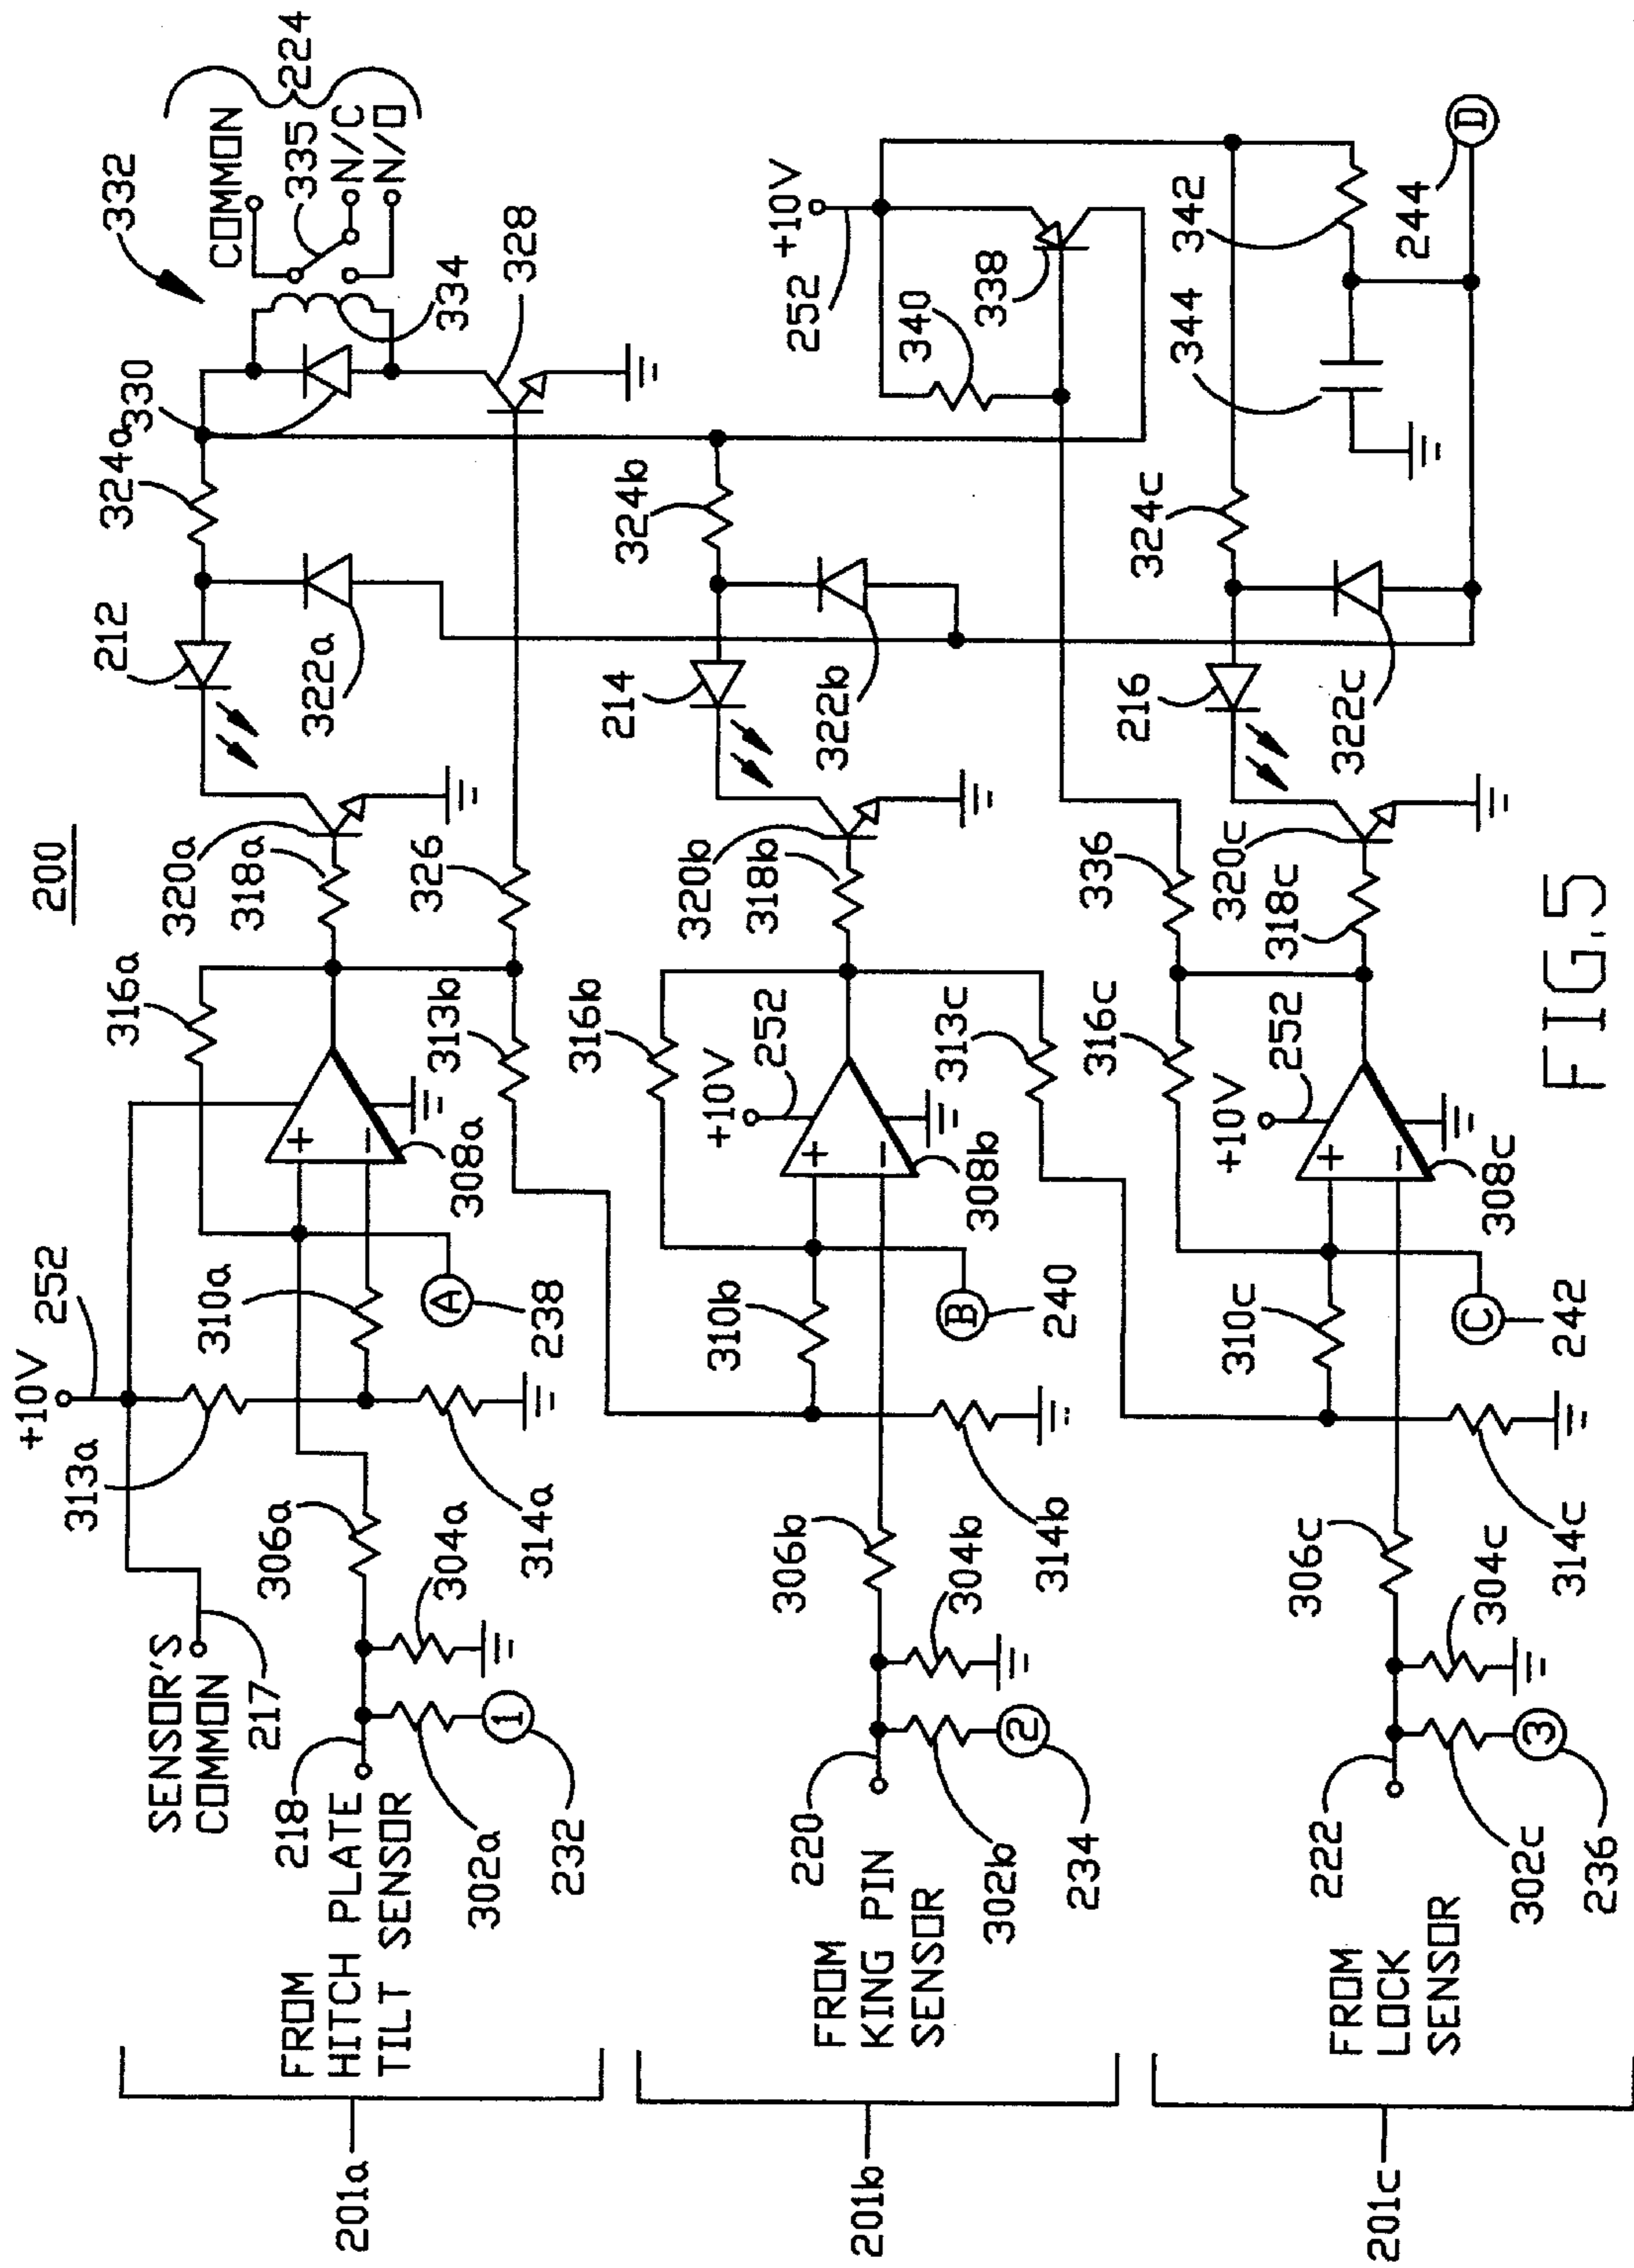 200
+10V
252
313a
SENSOR'S
COMMON
217
218
FROM
HITCH PLATE
TILT SENSOR
302a
1
232
304a
306a
314a
310a
A
238
316a
+
−
308a
313b
320a
318a
326
212
322a
324a
330
332
334
COMMON
335
N/C
N/O
224
328
201a
220
FROM
KING PIN
SENSOR
302b
2
234
304b
306b
314b
310b
B
240
316b
+10V
252
+
−
308b
313c
320b
318b
336
214
322b
324b
252
+10V
340
338
201b
222
FROM
LOCK
SENSOR
302c
3
236
304c
306c
314c
310c
C
242
316c
+10V
252
+
−
308c
320c
318c
216
322c
324c
344
342
244
D
201c
FIG.5